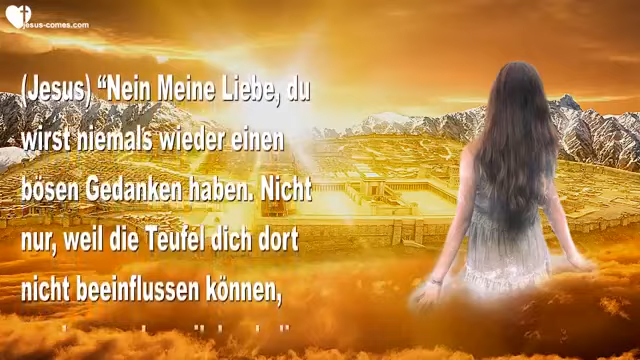 jesus-comes.com
(Jesus) “Nein Meine Liebe, du
wirst niemals wieder einen
bösen Gedanken haben. Nicht
nur, weil die Teufel dich dort
nicht beeinflussen können,